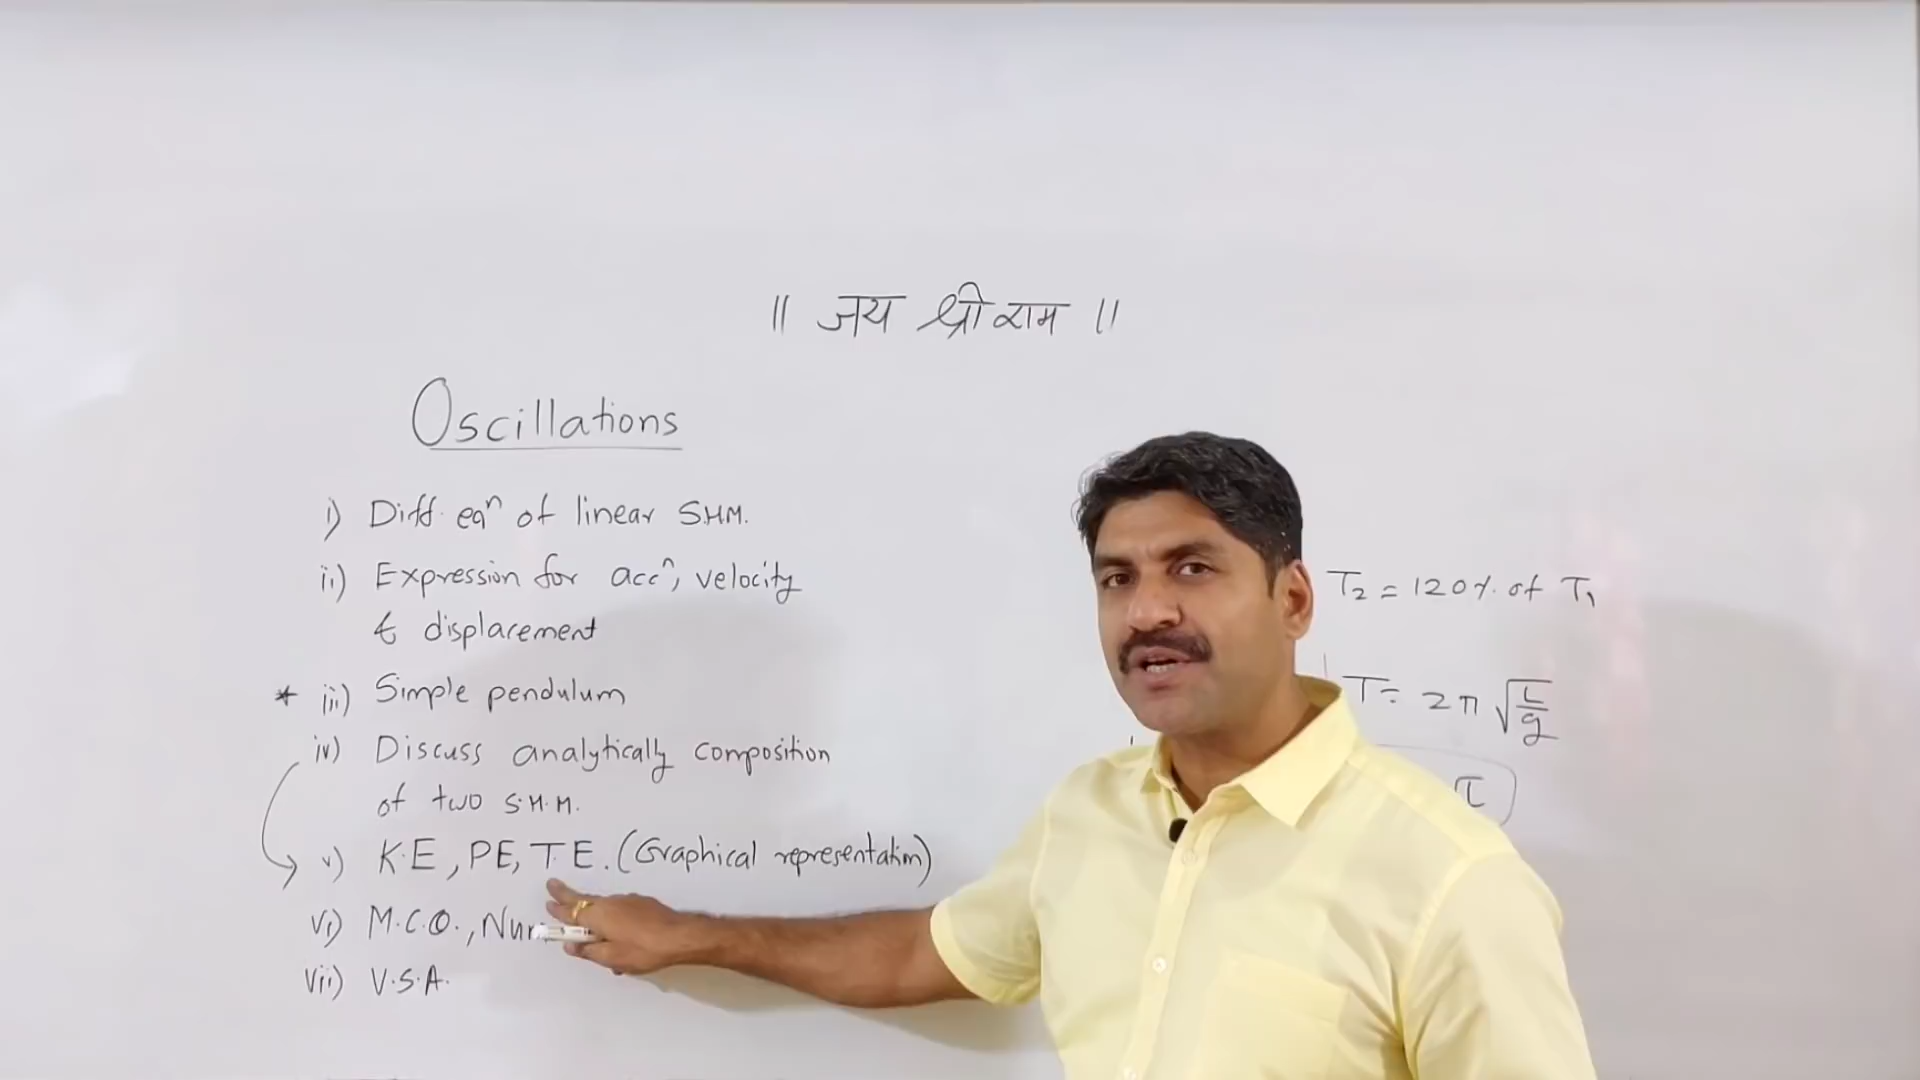 || जय श्री राम ||
Oscillations
i) Diff. eqⁿ of linear S.H.M.
ii) Expression for accⁿ, velocity
& displacement
* iii) Simple pendulum
iv) Discuss analytically composition
of two S.H.M.
v) K.E, PE, T.E. (Graphical representation)
vi) M.C.Q.,
vii) V.S.A.
T₂ = 120% of T₁
T = 2π √L/g